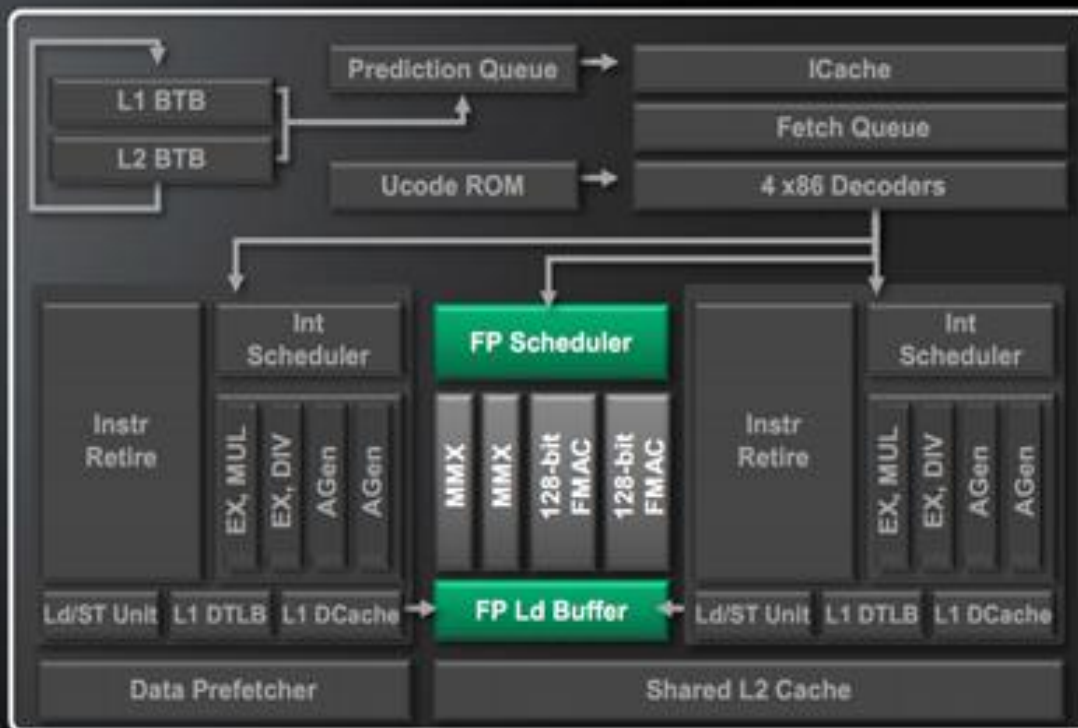 Prediction Queue
ICache
L1 BTB
Fetch Queue
L2 BTB
Ucode ROM
4 x86 Decoders
Instr
Retire
Int
Scheduler
EX, MUL
EX, DIV
AGen
AGen
Ld/ST Unit
L1 DTLB
L1 DCache
FP Scheduler
MMX
MMX
128-bit
FMAC
128-bit
FMAC
FP Ld Buffer
Instr
Retire
Int
Scheduler
EX, MUL
EX, DIV
AGen
AGen
Ld/ST Unit
L1 DTLB
L1 DCache
Data Prefetcher
Shared L2 Cache